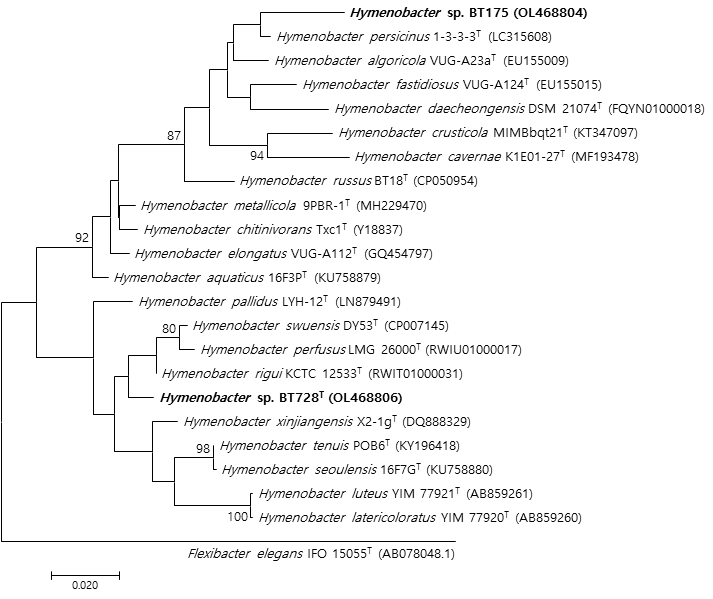 Hymenobacter sp. BT175 (OL468804)
Hymenobacter persicinus 1-3-3-3ᵀ (LC315608)
Hymenobacter algoricola VUG-A23aᵀ (EU155009)
Hymenobacter fastidiosus VUG-A124ᵀ (EU155015)
Hymenobacter daecheongensis DSM 21074ᵀ (FQYN01000018)
Hymenobacter crusticola MIMBbqt21ᵀ (KT347097)
87
94
Hymenobacter cavernae K1E01-27ᵀ (MF193478)
Hymenobacter russus BT18ᵀ (CP050954)
Hymenobacter metallicola 9PBR-1ᵀ (MH229470)
Hymenobacter chitinivorans Txc1ᵀ (Y18837)
92
Hymenobacter elongatus VUG-A112ᵀ (GQ454797)
Hymenobacter aquaticus 16F3Pᵀ (KU758879)
Hymenobacter pallidus LYH-12ᵀ (LN879491)
Hymenobacter swuensis DY53ᵀ (CP007145)
80
Hymenobacter perfusus LMG 26000ᵀ (RWIU01000017)
Hymenobacter rigui KCTC 12533ᵀ (RWIT01000031)
Hymenobacter sp. BT728ᵀ (OL468806)
Hymenobacter xinjiangensis X2-1gᵀ (DQ888329)
Hymenobacter tenuis POB6ᵀ (KY196418)
98
Hymenobacter seoulensis 16F7Gᵀ (KU758880)
Hymenobacter luteus YIM 77921ᵀ (AB859261)
100
Hymenobacter latericoloratus YIM 77920ᵀ (AB859260)
Flexibacter elegans IFO 15055ᵀ (AB078048.1)
0.020